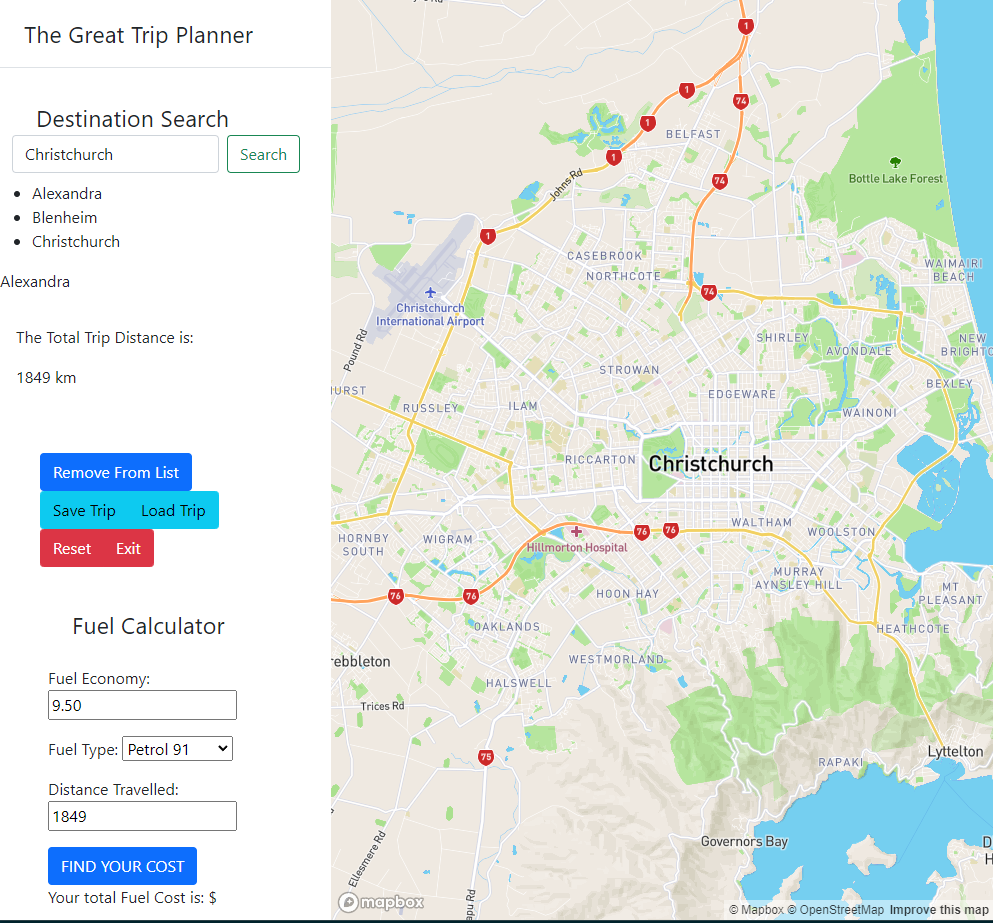 The Great Trip Planner
Destination Search
Christchurch
Search
Alexandra
Blenheim
Christchurch
Alexandra
The Total Trip Distance is:
1849 km
Remove From List
Save Trip Load Trip
Reset Exit
Fuel Calculator
Fuel Economy:
9.50
Fuel Type: Petrol 91
Distance Travelled:
1849
FIND YOUR COST
Your total Fuel Cost is: $
1
1
74
1
BELFAST
1
Johns Rd
74
Bottle Lake Forest
1
CASEBROOK
NORTHCOTE
WAIMAIRI
BEACH
Christchurch
International Airport
74
Pound Rd
SHIRLEY
AVONDALE
NEW
BRIGHTO
STROWAN
BEXLEY
URST
EDGEWARE
RUSSLEY
ILAM
WAINONI
RICCARTON
Christchurch
HORNBY
SOUTH
WIGRAM
76
76
WALTHAM
WOOLSTON
Hillmorton Hospital
MURRAY
AYNSLEY HILL
MT
PLEASANT
76
76
HOON HAY
OAKLANDS
HEATHCOTE
rebbleton
WESTMORLAND
HALSWELL
Trices Rd
75
Lyttelton
RAPAKI
Governors Bay
D
H
Ellesmere Rd
apu Rd
mapbox
© Mapbox © OpenStreetMap Improve this map